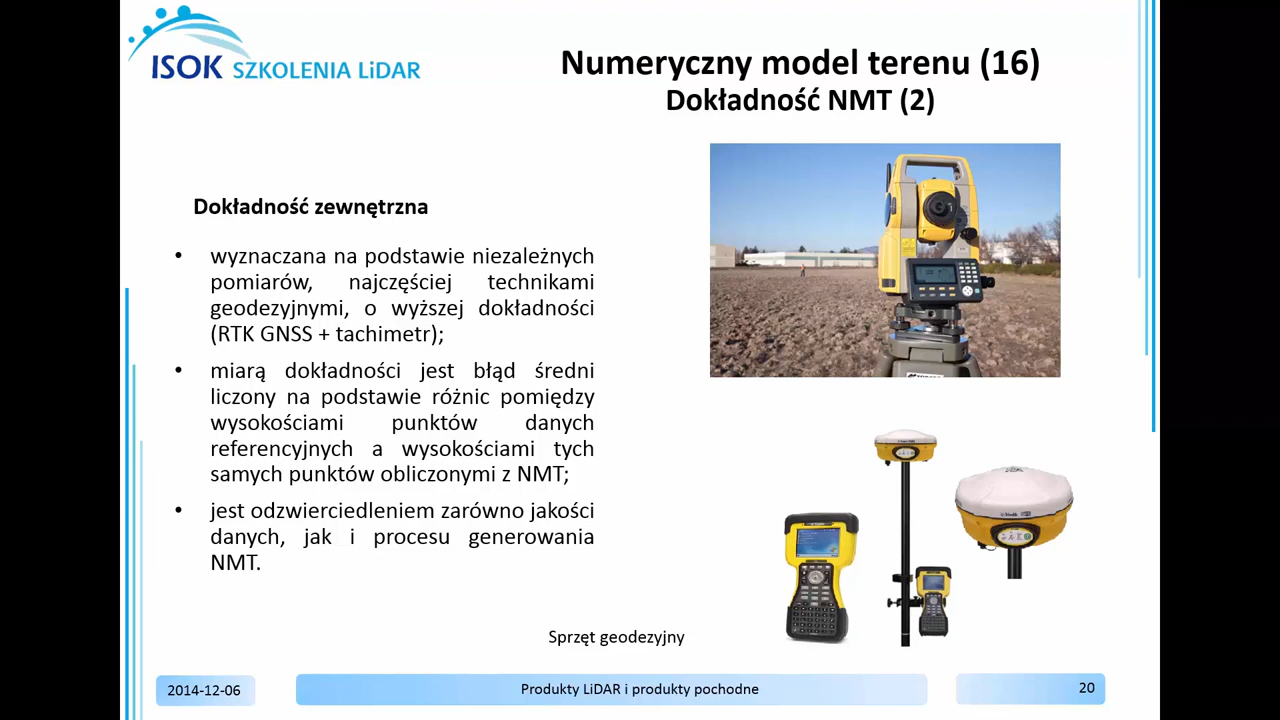 ISOK SZKOLENIA LiDAR
Numeryczny model terenu (16)
Dokładność NMT (2)
Dokładność zewnętrzna
• wyznaczana na podstawie niezależnych
pomiarów, najczęściej technikami
geodezyjnymi, o wyższej dokładności
(RTK GNSS + tachimetr);
• miarą dokładności jest błąd średni
liczony na podstawie różnic pomiędzy
wysokościami punktów danych
referencyjnych a wysokościami tych
samych punktów obliczonymi z NMT;
• jest odzwierciedleniem zarówno jakości
danych, jak i procesu generowania
NMT.
Sprzęt geodezyjny
2014-12-06
Produkty LiDAR i produkty pochodne
20